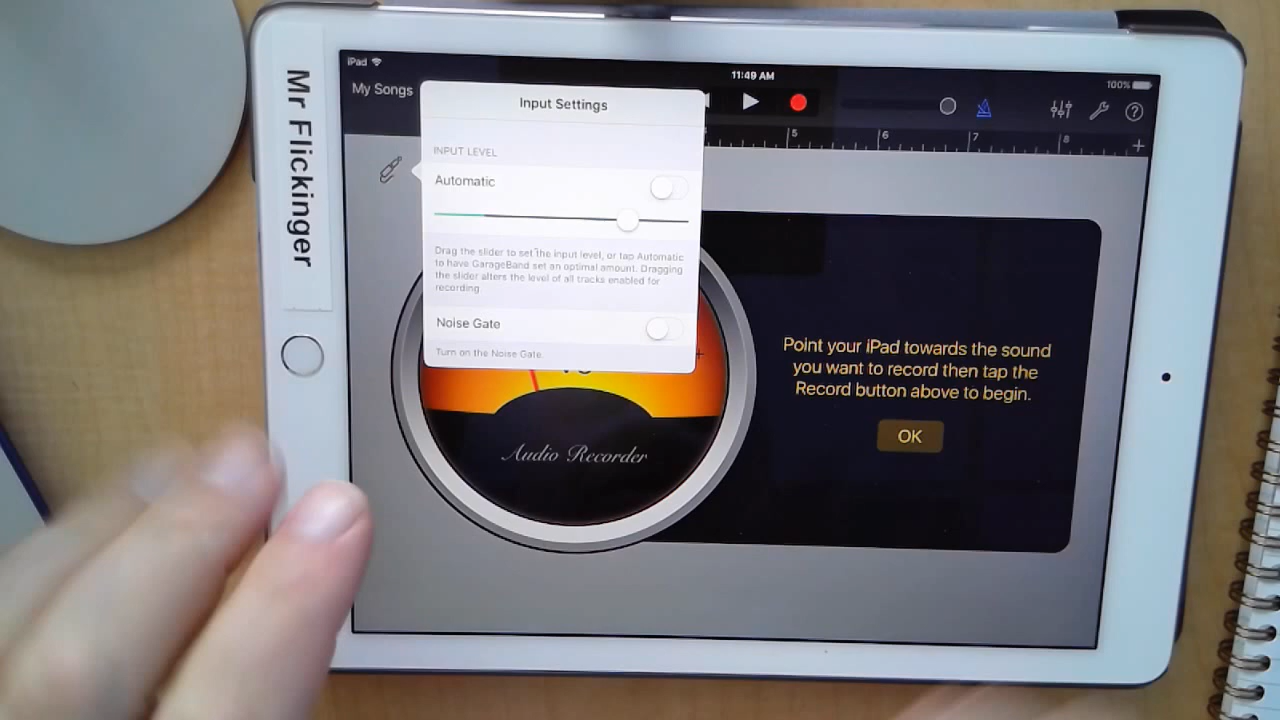 Mr Flickinger
iPad
11:49 AM
100%
My Songs
5 6 7 8 +
Input Settings
INPUT LEVEL
Automatic
Drag the slider to set the input level, or tap Automatic
to have GarageBand set an optimal amount. Dragging
the slider alters the level of all tracks enabled for
recording.
Noise Gate
Turn on the Noise Gate.
+
Audio Recorder
Point your iPad towards the sound
you want to record then tap the
Record button above to begin.
OK